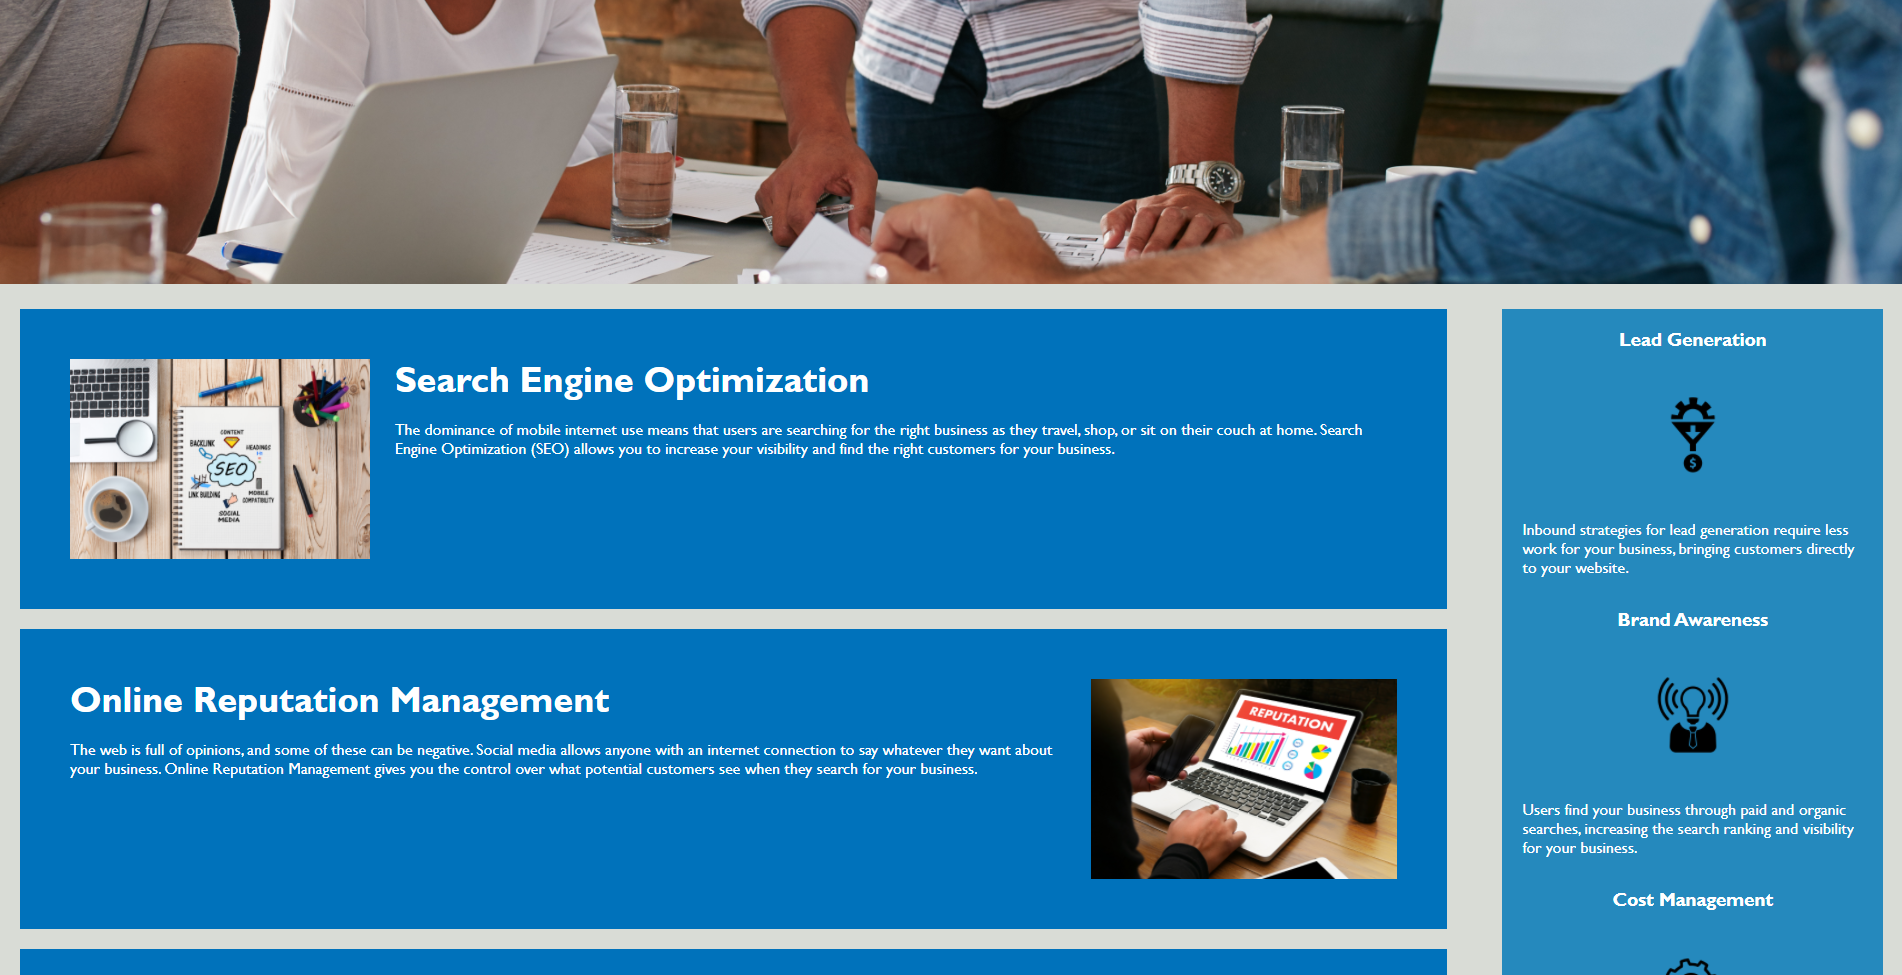 Search Engine Optimization
The dominance of mobile internet use means that users are searching for the right business as they travel, shop, or sit on their couch at home. Search
Engine Optimization (SEO) allows you to increase your visibility and find the right customers for your business.
CONTENT
BACKLINK
HEADINGS
SEO
LINK BUILDING
MOBILE
COMPATIBILITY
SOCIAL
MEDIA
Online Reputation Management
The web is full of opinions, and some of these can be negative. Social media allows anyone with an internet connection to say whatever they want about
your business. Online Reputation Management gives you the control over what potential customers see when they search for your business.
REPUTATION
Lead Generation
$
Inbound strategies for lead generation require less
work for your business, bringing customers directly
to your website.
Brand Awareness
Users find your business through paid and organic
searches, increasing the search ranking and visibility
for your business.
Cost Management